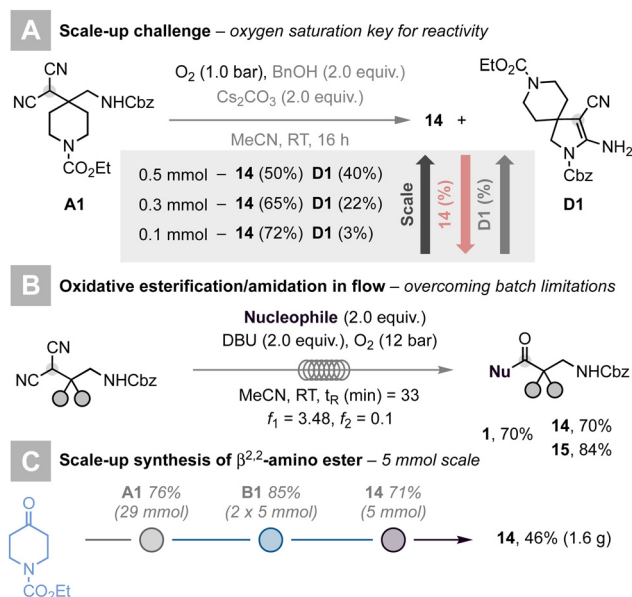 A Scale-up challenge – oxygen saturation key for reactivity
CN
NC
NHCbz
N
CO₂Et
A1
O₂ (1.0 bar), BnOH (2.0 equiv.)
Cs₂CO₃ (2.0 equiv.)
MeCN, RT, 16 h
14 +
EtO₂C
N
CN
NH₂
N
Cbz
D1
0.5 mmol – 14 (50%) D1 (40%)
0.3 mmol – 14 (65%) D1 (22%)
0.1 mmol – 14 (72%) D1 (3%)
Scale
14 (%)
D1 (%)
B Oxidative esterification/amidation in flow – overcoming batch limitations
CN
NC
NHCbz
Nucleophile (2.0 equiv.)
DBU (2.0 equiv.), O₂ (12 bar)
MeCN, RT, tR (min) = 33
f₁ = 3.48, f₂ = 0.1
O
Nu
NHCbz
1, 70%
14, 70%
15, 84%
C Scale-up synthesis of β²,²-amino ester – 5 mmol scale
O
N
CO₂Et
A1 76%
(29 mmol)
B1 85%
(2 x 5 mmol)
14 71%
(5 mmol)
14, 46% (1.6 g)